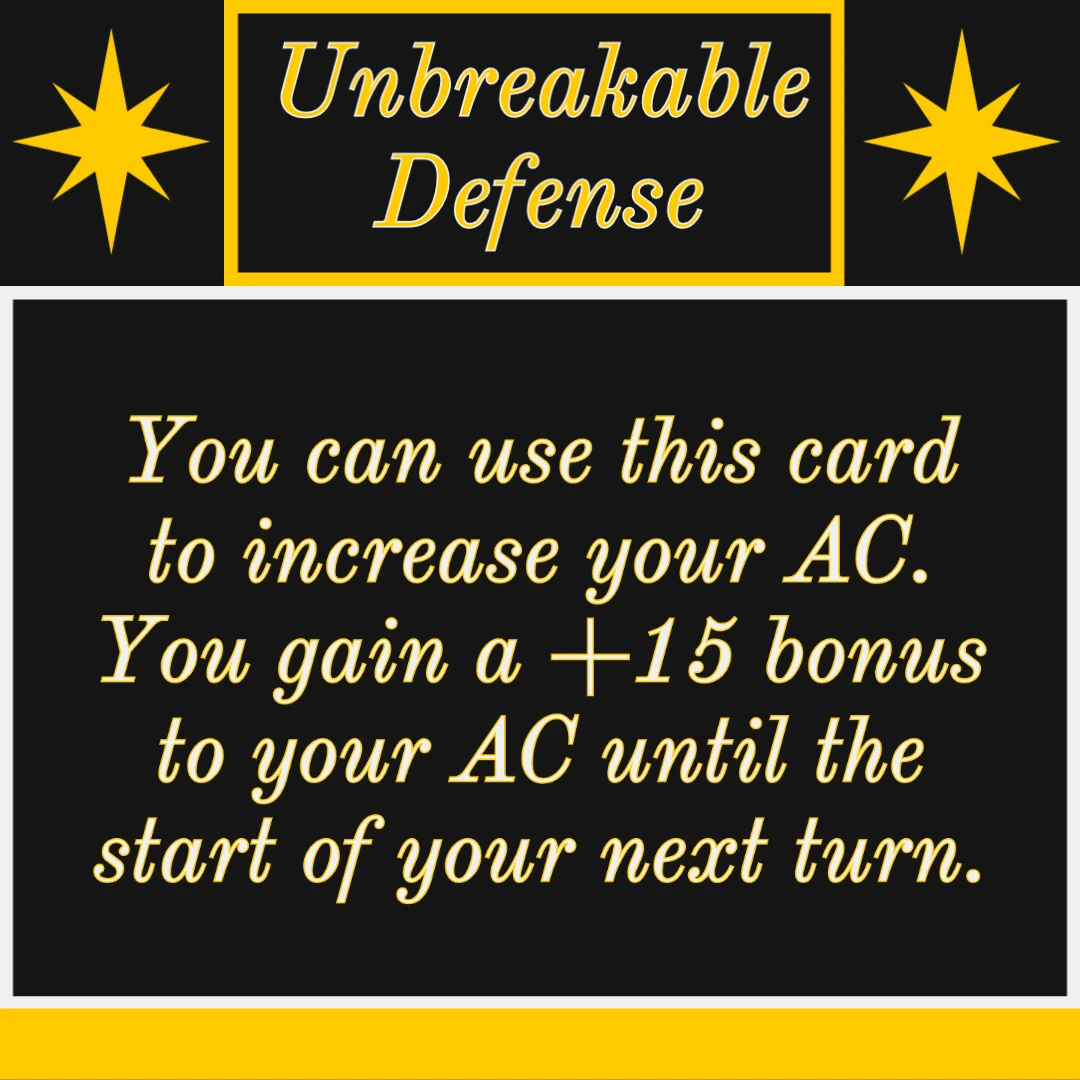 Unbreakable
Defense
You can use this card
to increase your AC.
You gain a +15 bonus
to your AC until the
start of your next turn.